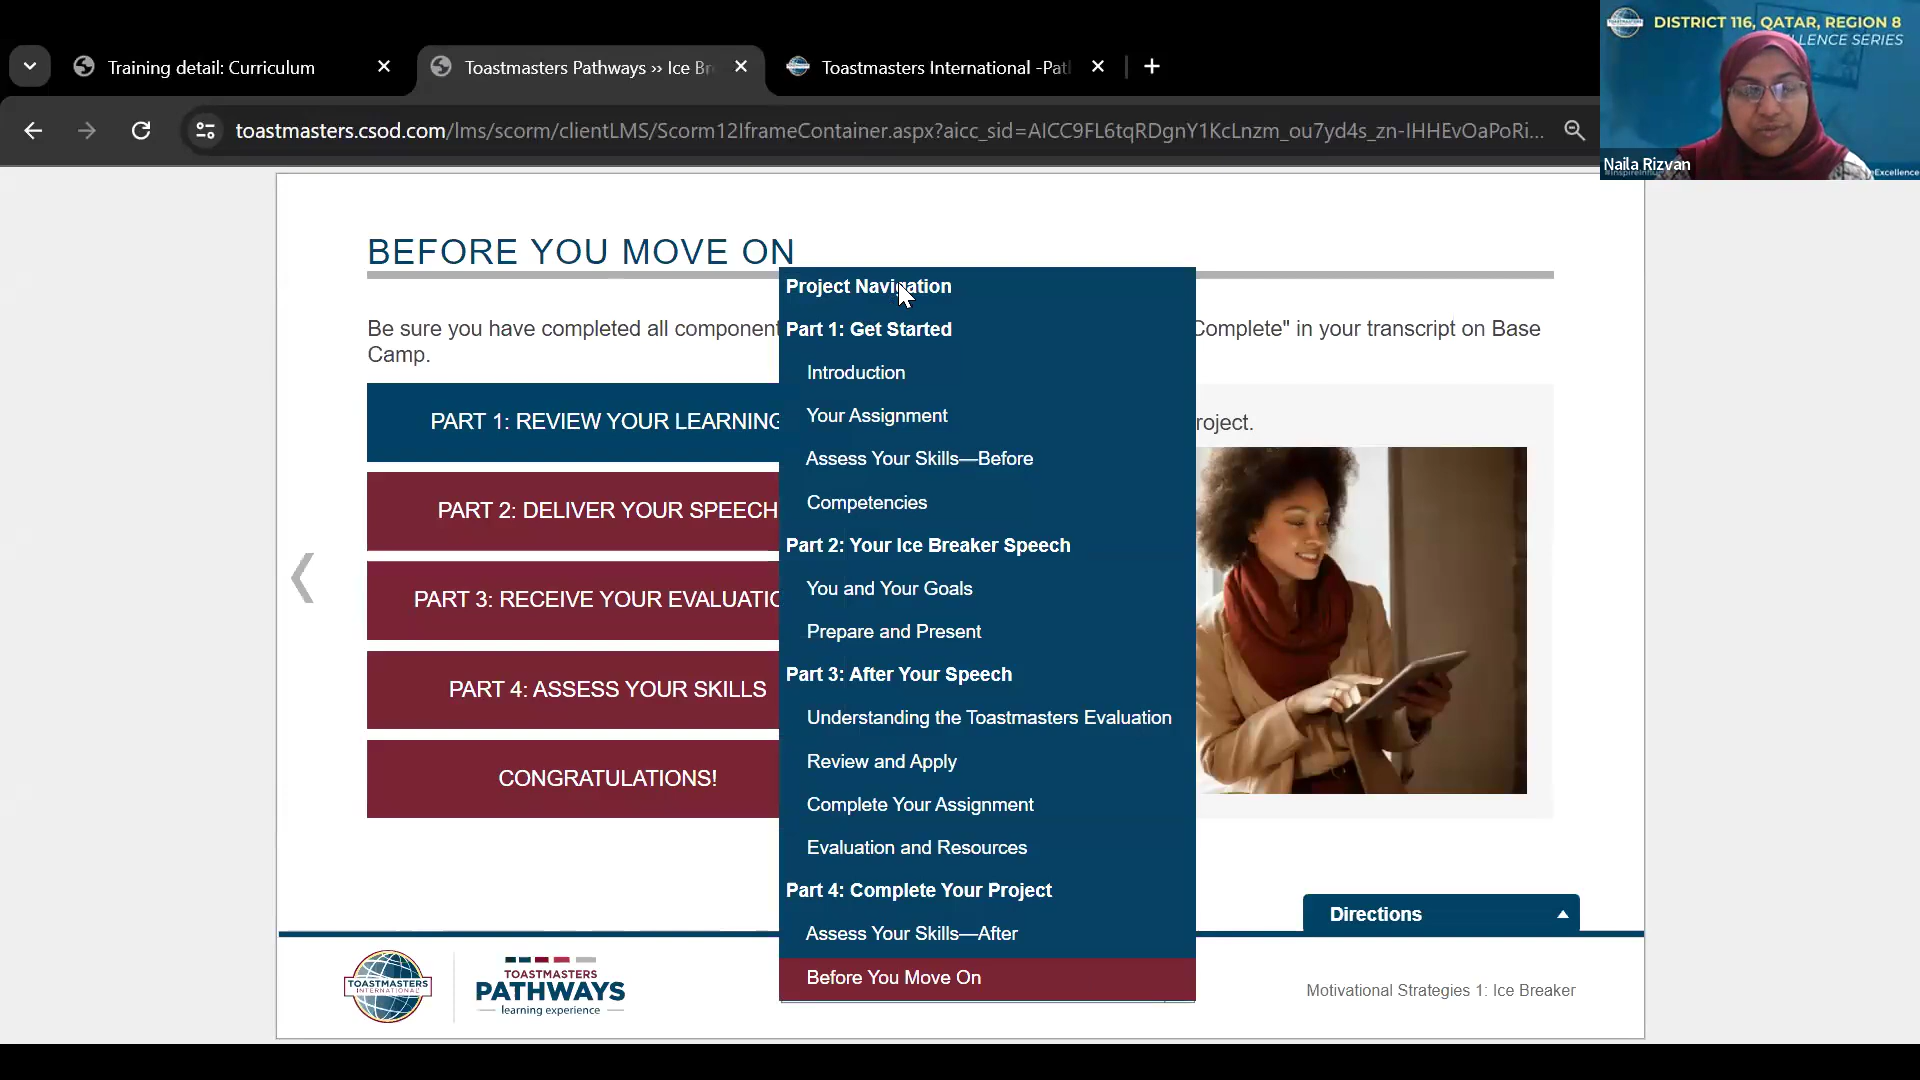 DISTRICT 116, QATAR, REGION 8
LLENCE SERIES
Training detail: Curriculum
Toastmasters Pathways ›› Ice Br
Toastmasters International -Pat
toastmasters.csod.com/lms/scorm/clientLMS/Scorm12IframeContainer.aspx?aicc_sid=AICC9FL6tqRDgnY1KcLnzm_ou7yd4s_zn-IHHEvOaPoRi...
Naila Rizvan
Excellence
BEFORE YOU MOVE ON
Project Navigation
Be sure you have completed all component
Complete" in your transcript on Base
Camp.
Part 1: Get Started
Introduction
Your Assignment
Assess Your Skills—Before
Competencies
Part 2: Your Ice Breaker Speech
You and Your Goals
Prepare and Present
Part 3: After Your Speech
Understanding the Toastmasters Evaluation
Review and Apply
Complete Your Assignment
Evaluation and Resources
Part 4: Complete Your Project
Assess Your Skills—After
Before You Move On
PART 1: REVIEW YOUR LEARNING
roject.
PART 2: DELIVER YOUR SPEECH
PART 3: RECEIVE YOUR EVALUATIO
PART 4: ASSESS YOUR SKILLS
CONGRATULATIONS!
Directions
TOASTMASTERS
INTERNATIONAL
TOASTMASTERS
PATHWAYS
learning experience
Motivational Strategies 1: Ice Breaker